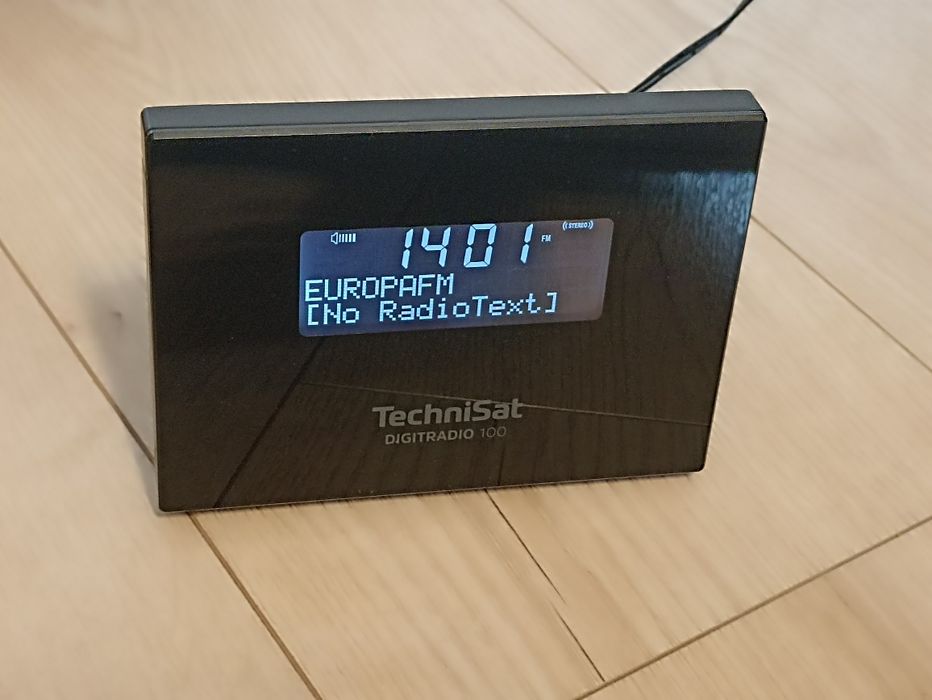 1401 FM ((STEREO))
EUROPAFM
[No RadioText]
TechniSat
DIGITRADIO 100